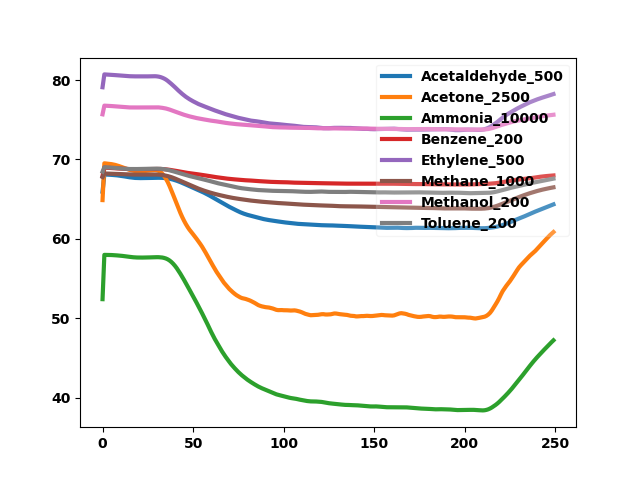 80
70
60
50
40
0 50 100 150 200 250
Acetaldehyde_500
Acetone_2500
Ammonia_10000
Benzene_200
Ethylene_500
Methane_1000
Methanol_200
Toluene_200